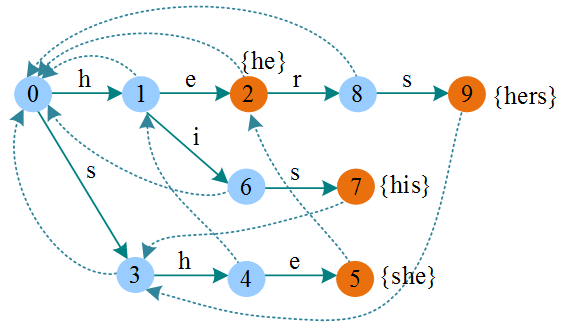 {he}
0 h 1 e 2 r 8 s 9 {hers}
i
s 6 s 7 {his}
3 h 4 e 5 {she}